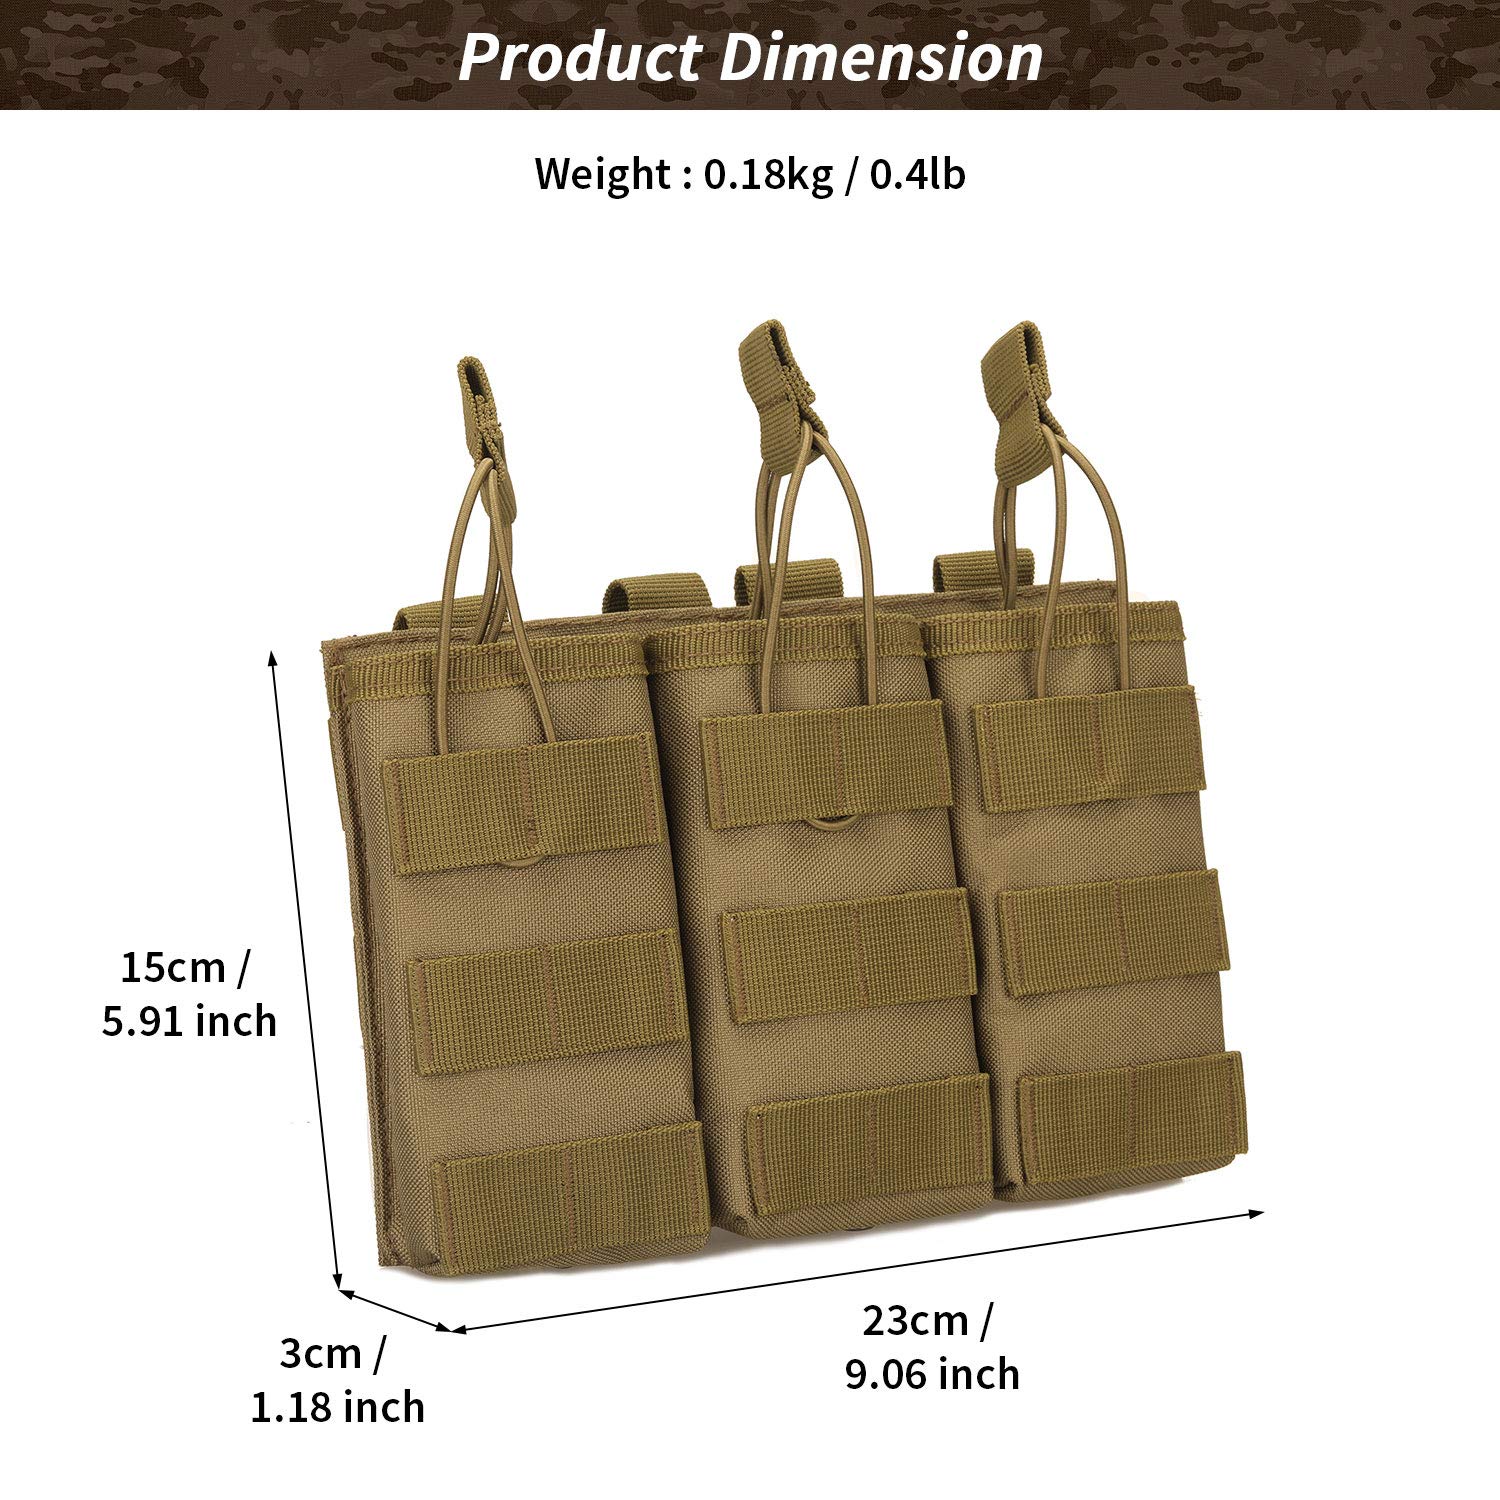 Product Dimension
Weight : 0.18kg / 0.4lb
15cm /
5.91 inch
3cm /
1.18 inch
23cm /
9.06 inch